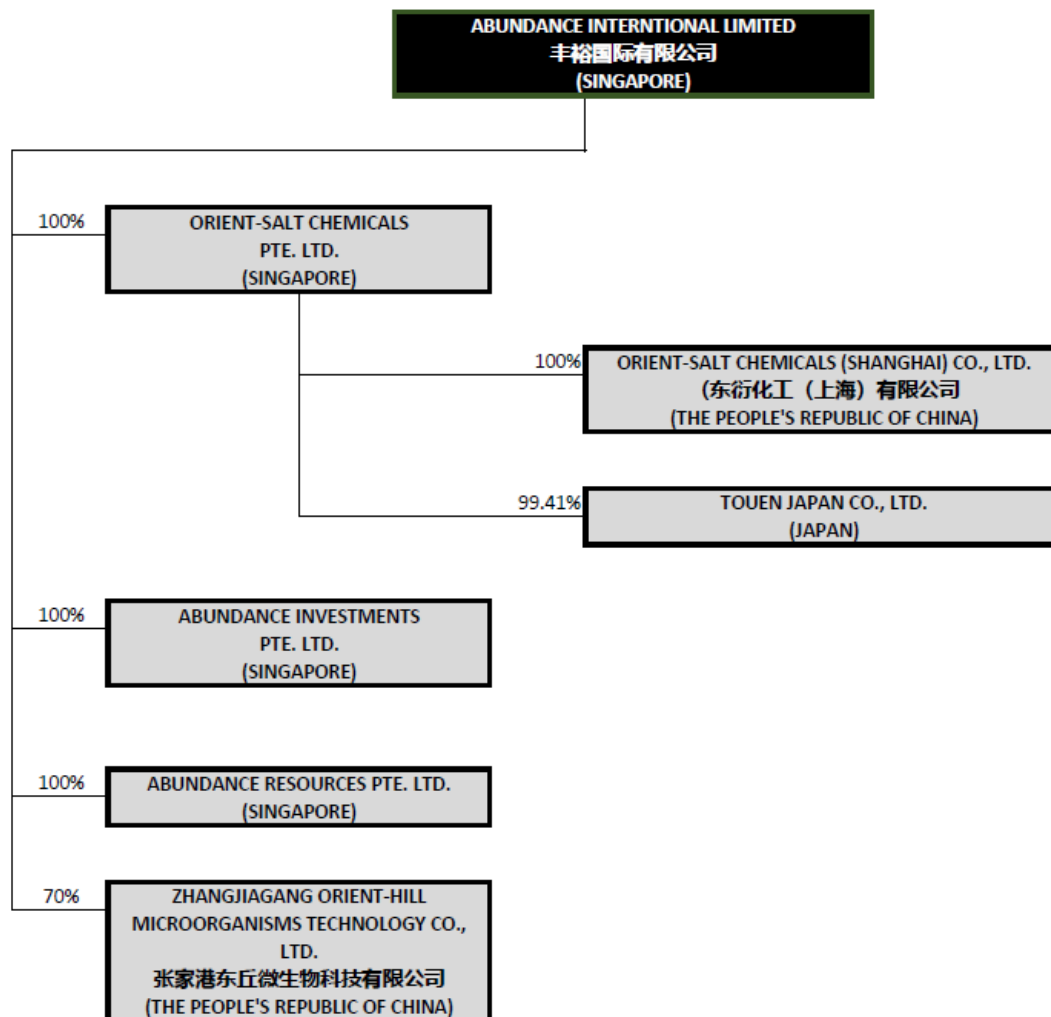 ABUNDANCE INTERNTIONAL LIMITED
丰裕国际有限公司
(SINGAPORE)
100%
ORIENT-SALT CHEMICALS
PTE. LTD.
(SINGAPORE)
100%
ORIENT-SALT CHEMICALS (SHANGHAI) CO., LTD.
(东衍化工（上海）有限公司
(THE PEOPLE'S REPUBLIC OF CHINA)
99.41%
TOUEN JAPAN CO., LTD.
(JAPAN)
100%
ABUNDANCE INVESTMENTS
PTE. LTD.
(SINGAPORE)
100%
ABUNDANCE RESOURCES PTE. LTD.
(SINGAPORE)
70%
ZHANGJIAGANG ORIENT-HILL
MICROORGANISMS TECHNOLOGY CO.,
LTD.
张家港东丘微生物科技有限公司
(THE PEOPLE'S REPUBLIC OF CHINA)